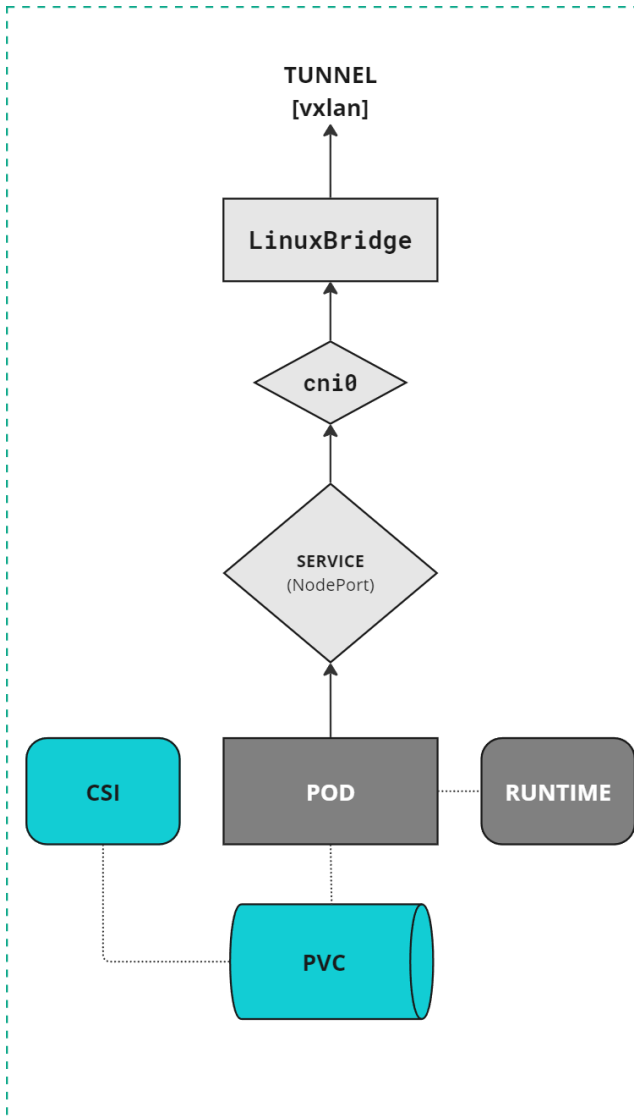 TUNNEL
[vxlan]
LinuxBridge
cni0
SERVICE
(NodePort)
CSI
POD
RUNTIME
PVC